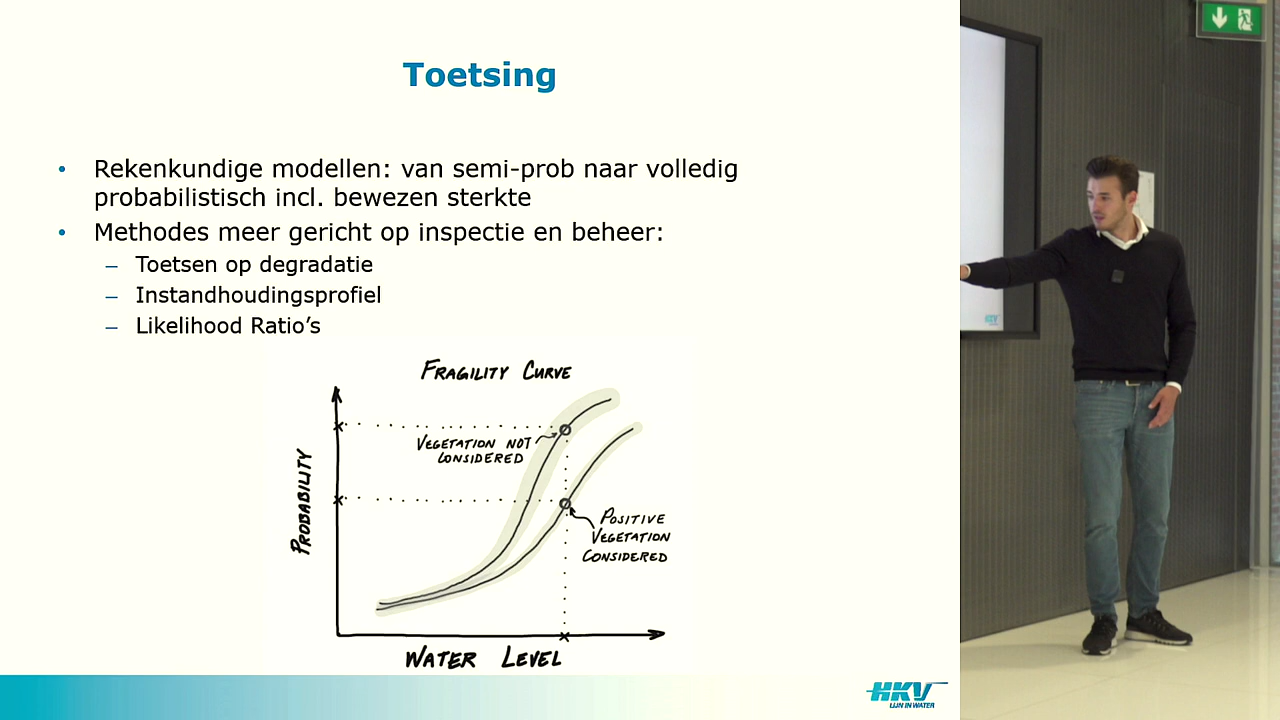 Toetsing
• Rekenkundige modellen: van semi-prob naar volledig
probabilistisch incl. bewezen sterkte
• Methodes meer gericht op inspectie en beheer:
– Toetsen op degradatie
– Instandhoudingsprofiel
– Likelihood Ratio's
FRAGILITY CURVE
VEGETATION NOT
CONSIDERED
PROBABILITY
POSITIVE
VEGETATION
CONSIDERED
WATER LEVEL
HKV
LIJN IN WATER
HKV